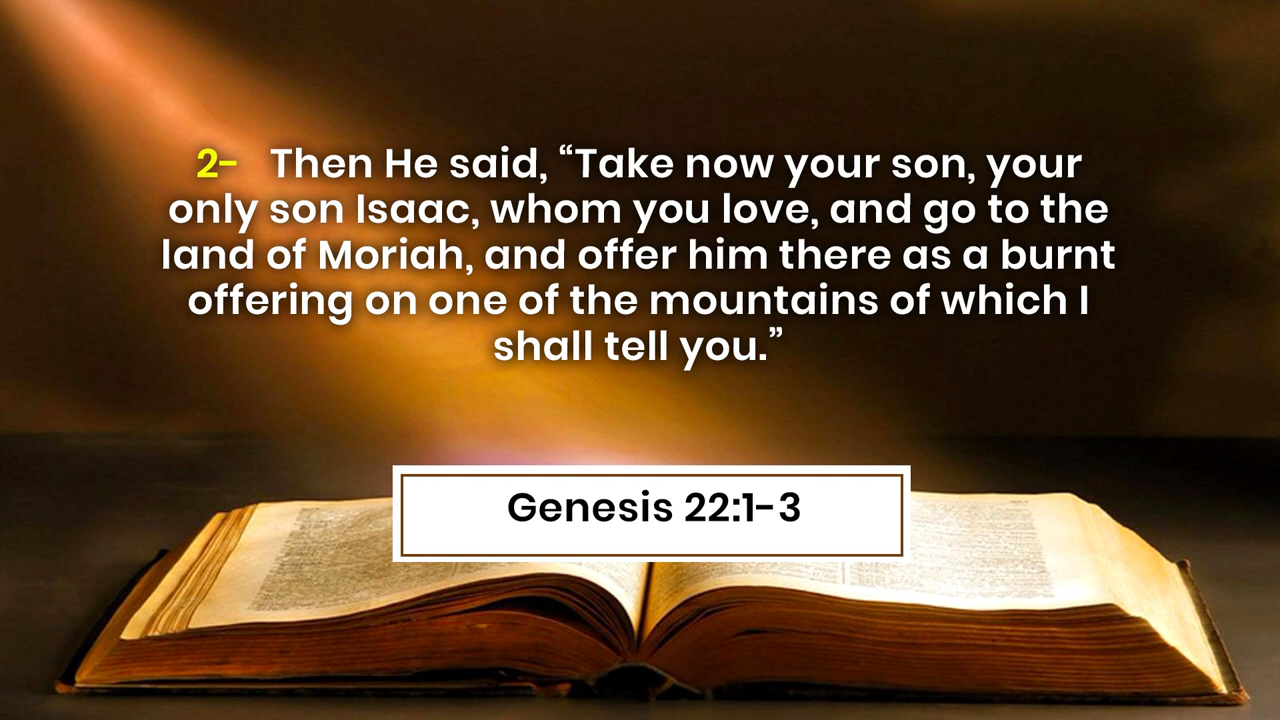 2- Then He said, “Take now your son, your
only son Isaac, whom you love, and go to the
land of Moriah, and offer him there as a burnt
offering on one of the mountains of which I
shall tell you.”
Genesis 22:1-3